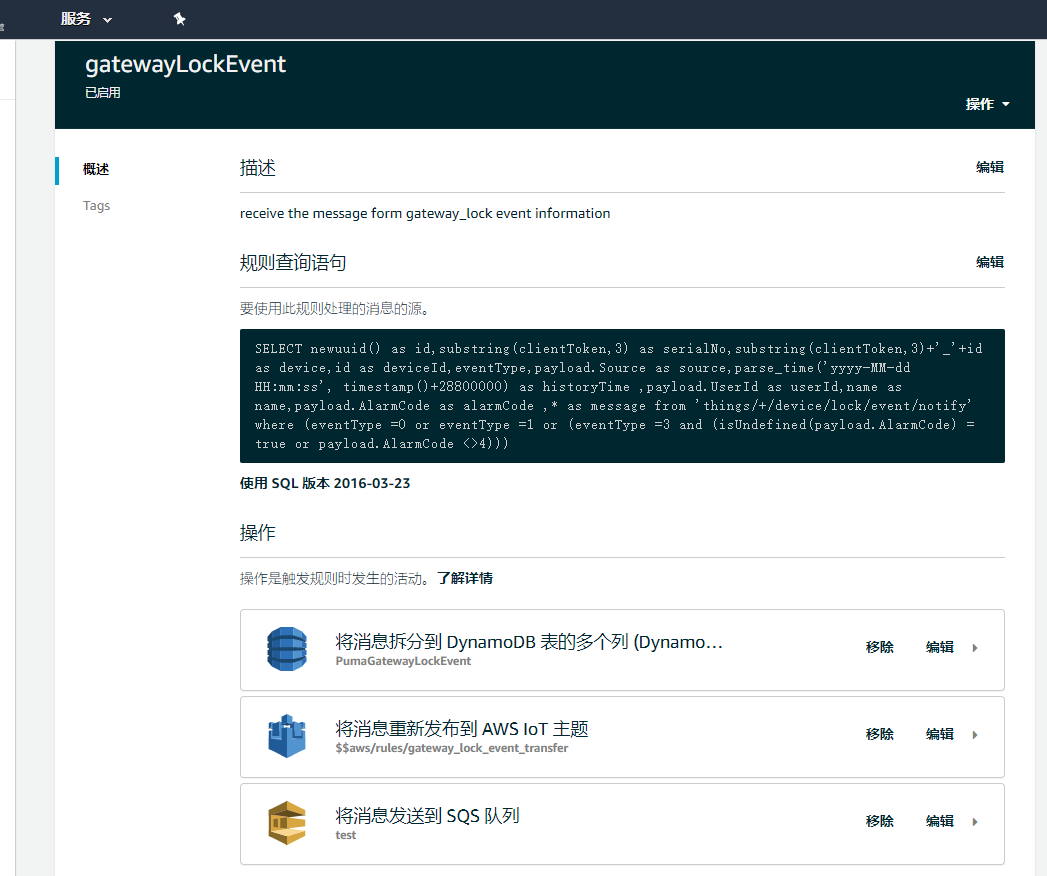 服务
gatewayLockEvent
已启用
操作
概述
Tags
描述
编辑
receive the message form gateway_lock event information
规则查询语句
编辑
要使用此规则处理的消息的源。
SELECT newuuid() as id,substring(clientToken,3) as serialNo,substring(clientToken,3)+'_'+id
as device,id as deviceId,eventType,payload.Source as source,parse_time('yyyy-MM-dd
HH:mm:ss', timestamp()+28800000) as historyTime ,payload.UserId as userId,name as
name,payload.AlarmCode as alarmCode ,* as message from 'things/+/device/lock/event/notify'
where (eventType =0 or eventType =1 or (eventType =3 and (isUndefined(payload.AlarmCode) =
true or payload.AlarmCode <>4)))
使用 SQL 版本 2016-03-23
操作
操作是触发规则时发生的活动。了解详情
将消息拆分到 DynamoDB 表的多个列 (Dynamo...
PumaGatewayLockEvent
移除
编辑
将消息重新发布到 AWS IoT 主题
$$aws/rules/gateway_lock_event_transfer
移除
编辑
将消息发送到 SQS 队列
test
移除
编辑